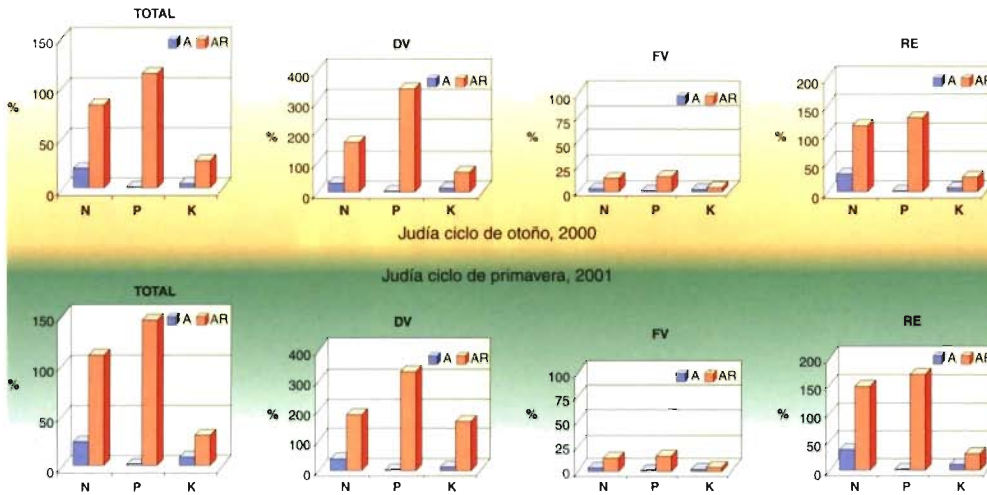 TOTAL
150
100
50
0
%
A AR
N P K
DV
400
300
200
100
0
%
A AR
N P K
FV
100
75
50
25
0
%
A AR
N P K
RE
200
150
100
50
0
%
A AR
N P K
Judía ciclo de otoño, 2000
Judía ciclo de primavera, 2001
TOTAL
150
100
50
0
%
A AR
N P K
DV
400
300
200
100
0
%
A AR
N P K
FV
100
75
50
25
0
%
A AR
N P K
RE
200
150
100
50
0
%
A AR
N P K